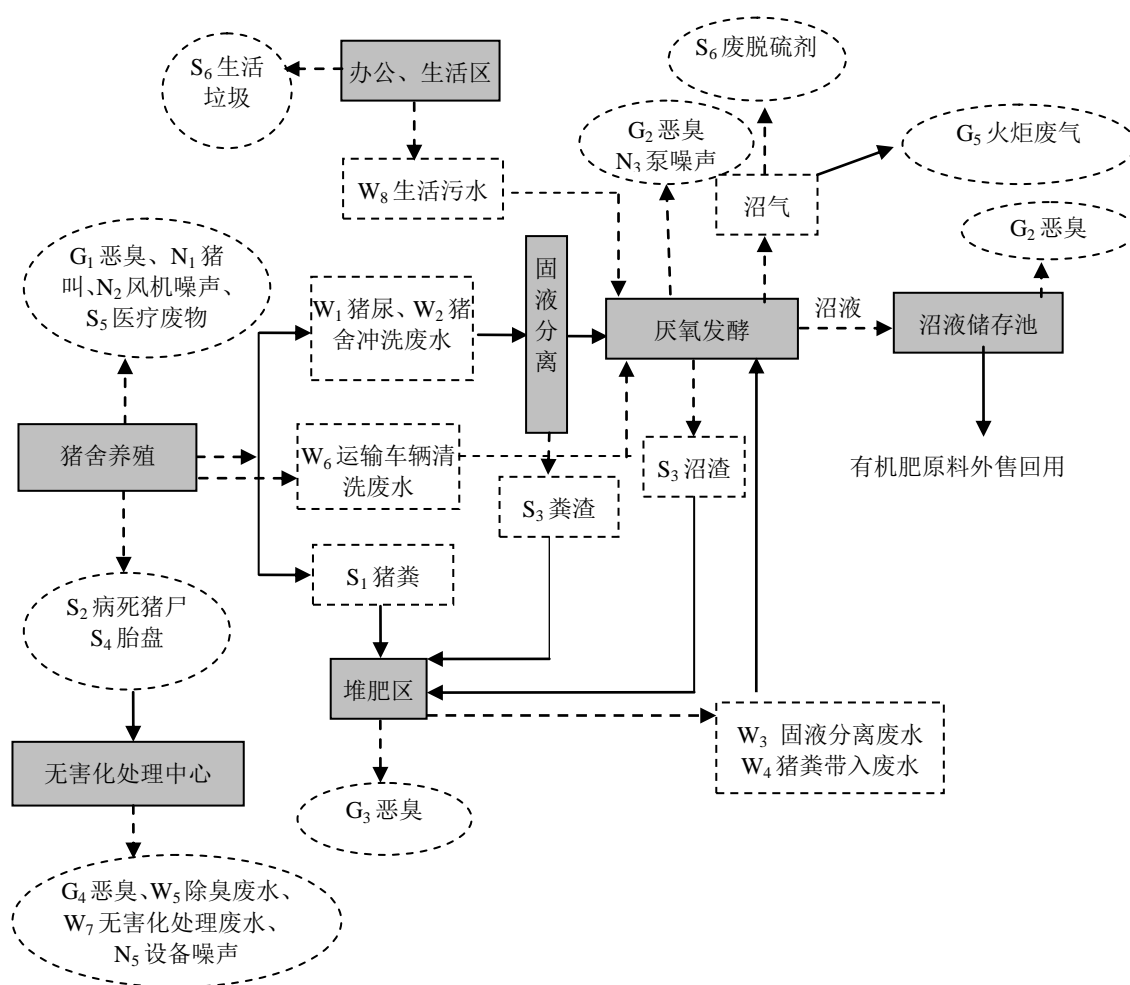 S₆废脱硫剂
S₆生活
垃圾
办公、生活区
G₂恶臭
N₃泵噪声
G₅火炬废气
W₈生活污水
沼气
G₂恶臭
G₁恶臭、N₁猪
叫、N₂风机噪声、
S₅医疗废物
固
液
分
离
W₁猪尿、W₂猪
舍冲洗废水
厌氧发酵
沼液
沼液储存池
猪舍养殖
W₆运输车辆清
洗废水
S₃沼渣
有机肥原料外售回用
S₃粪渣
S₁猪粪
S₂病死猪尸
S₄胎盘
堆肥区
W₃ 固液分离废水
W₄猪粪带入废水
无害化处理中心
G₃恶臭
G₄恶臭、W₅除臭废水、
W₇无害化处理废水、
N₅设备噪声